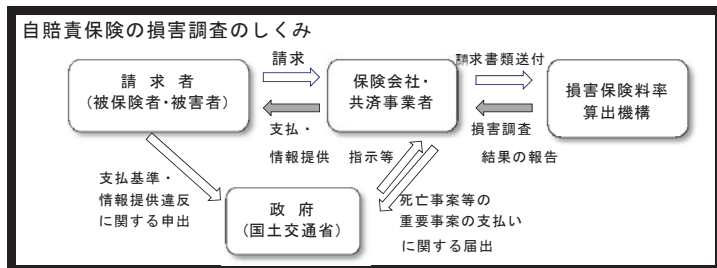 自賠責保険の損害調査のしくみ
請求
請求書類送付
請 求 者
(被保険者・被害者)
保険会社・
共済事業者
損害保険料率
算出機構
支払・
情報提供
指示等
損害調査
結果の報告
支払基準・
情報提供違反
に関する申出
政 府
(国土交通省)
死亡事案等の
重要事案の支払い
に関する届出